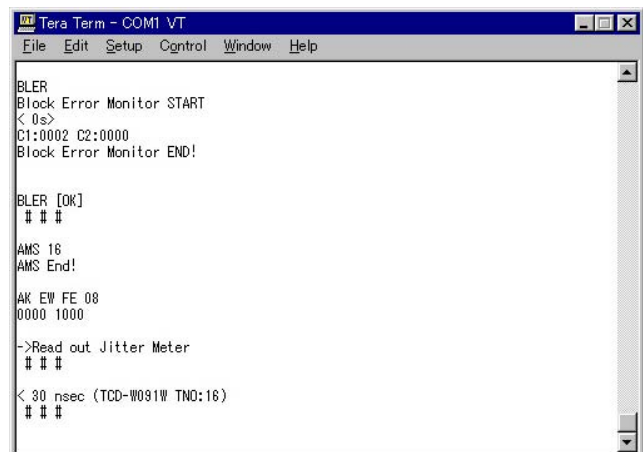 Tera Term - COM1 VT
File Edit Setup Control Window Help
BLER
Block Error Monitor START
< 0s>
C1:0002 C2:0000
Block Error Monitor END!
BLER [OK]
# # #
AMS 16
AMS End!
AK EW FE 08
0000 1000
->Read out Jitter Meter
# # #
< 30 nsec (TCD-W091W TNO:16)
# # #